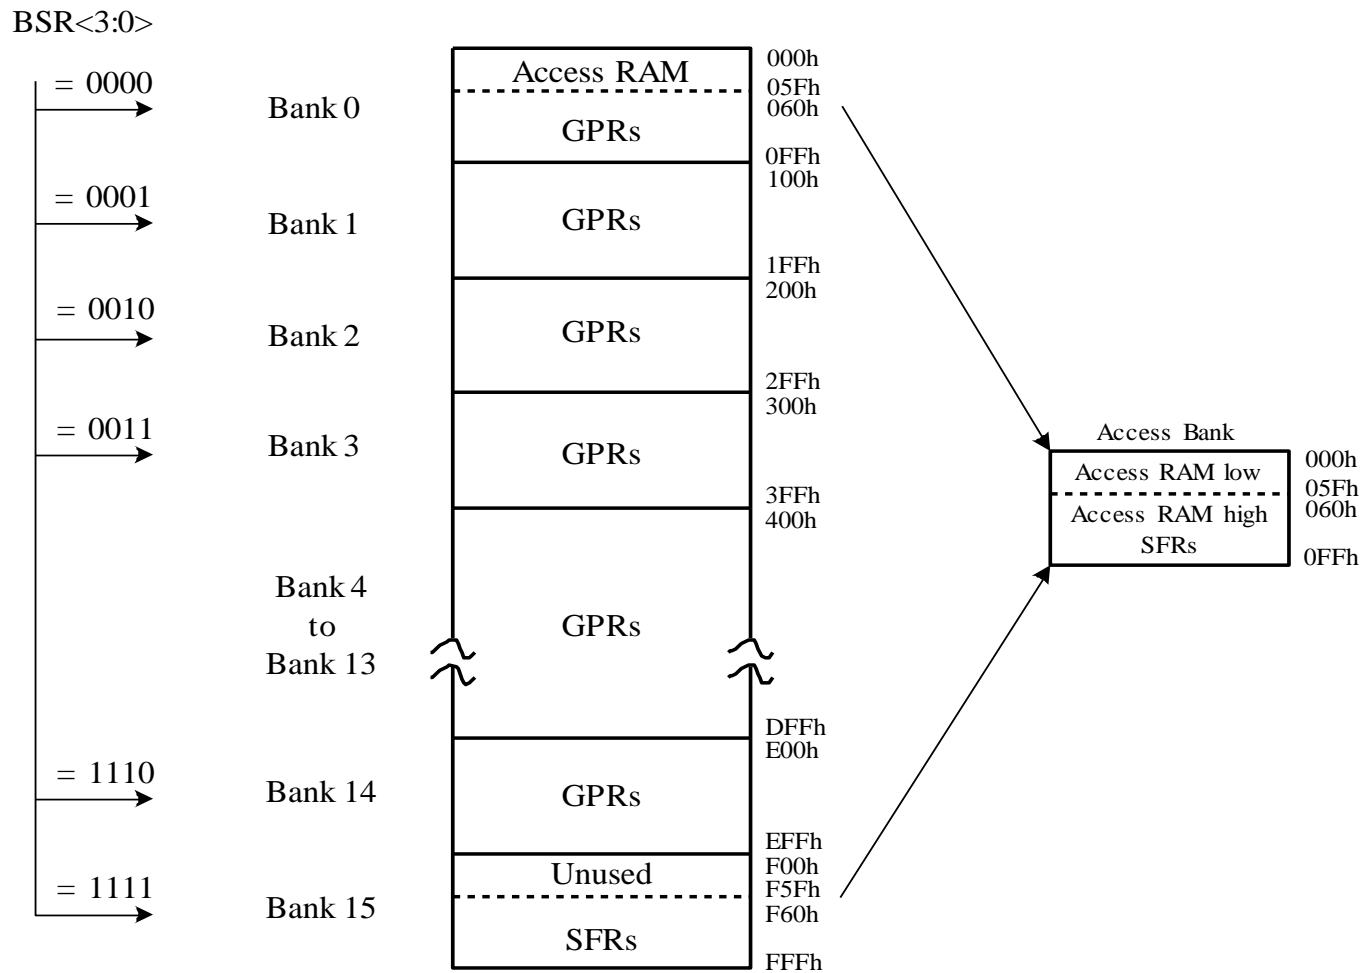 BSR<3:0>
= 0000
Bank 0
Access RAM
GPRs
000h
05Fh
060h
0FFh
= 0001
Bank 1
GPRs
100h
1FFh
= 0010
Bank 2
GPRs
200h
2FFh
= 0011
Bank 3
GPRs
300h
3FFh
Bank 4
to
Bank 13
GPRs
400h
DFFh
= 1110
Bank 14
GPRs
E00h
EFFh
= 1111
Bank 15
Unused
SFRs
F00h
F5Fh
F60h
FFFh
Access Bank
Access RAM low
Access RAM high
SFRs
000h
05Fh
060h
0FFh